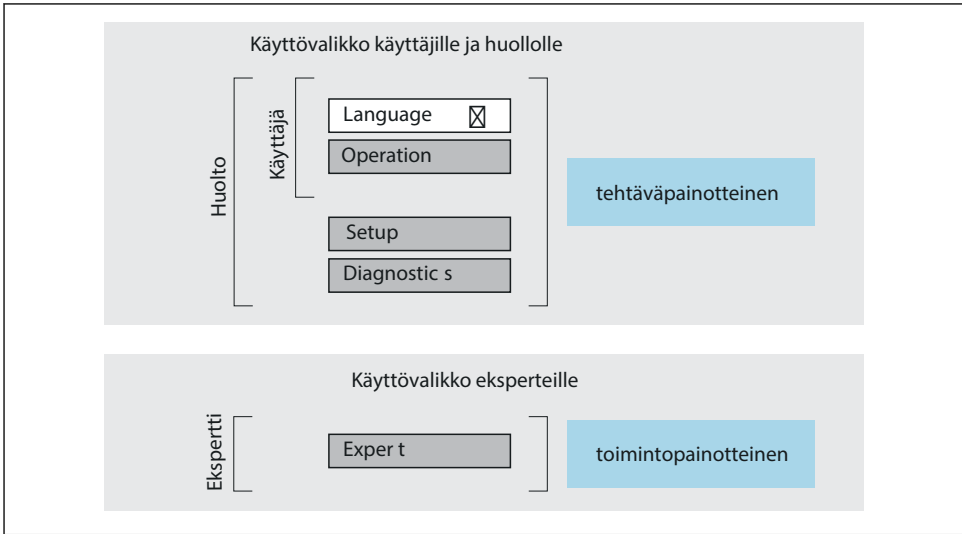 Käyttövalikko käyttäjille ja huollolle
Huolto
Käyttäjä
Language
Operation
Setup
Diagnostic s
tehtäväpainotteinen
Käyttövalikko eksperteille
Ekspertti
Exper t
toimintopainotteinen